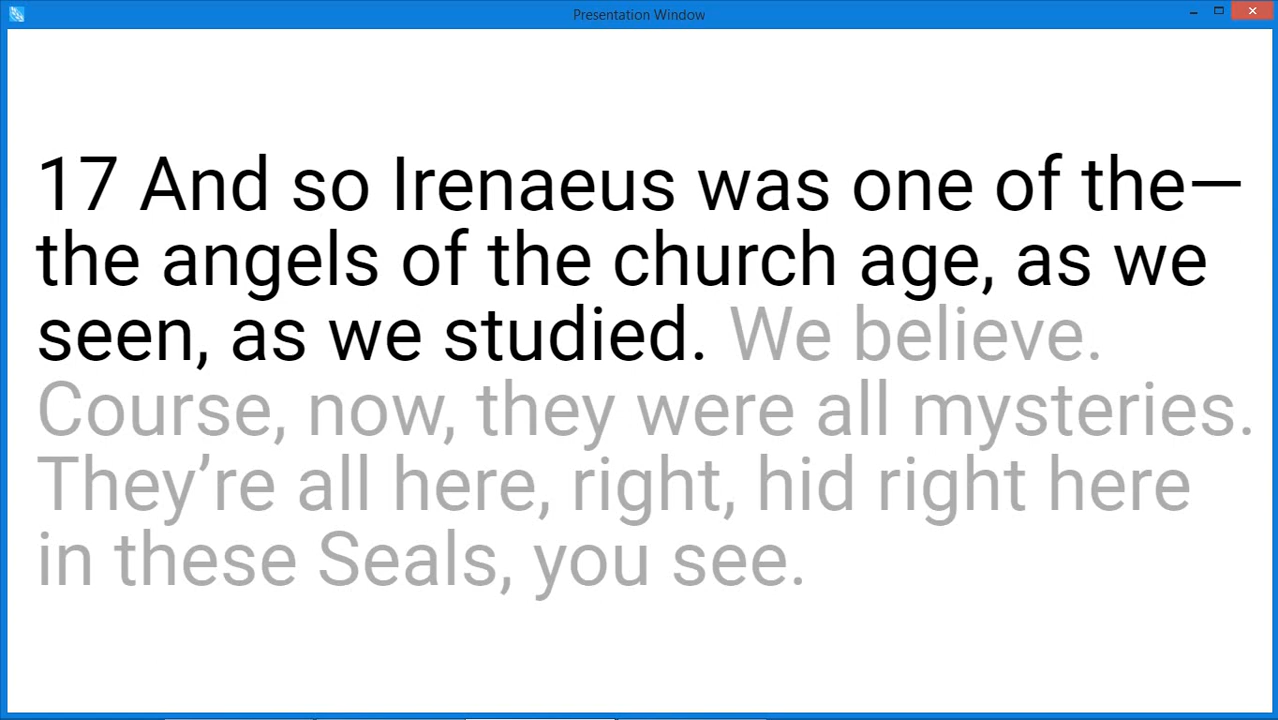 Presentation Window
17 And so Irenaeus was one of the—
the angels of the church age, as we
seen, as we studied. We believe.
Course, now, they were all mysteries.
They’re all here, right, hid right here
in these Seals, you see.